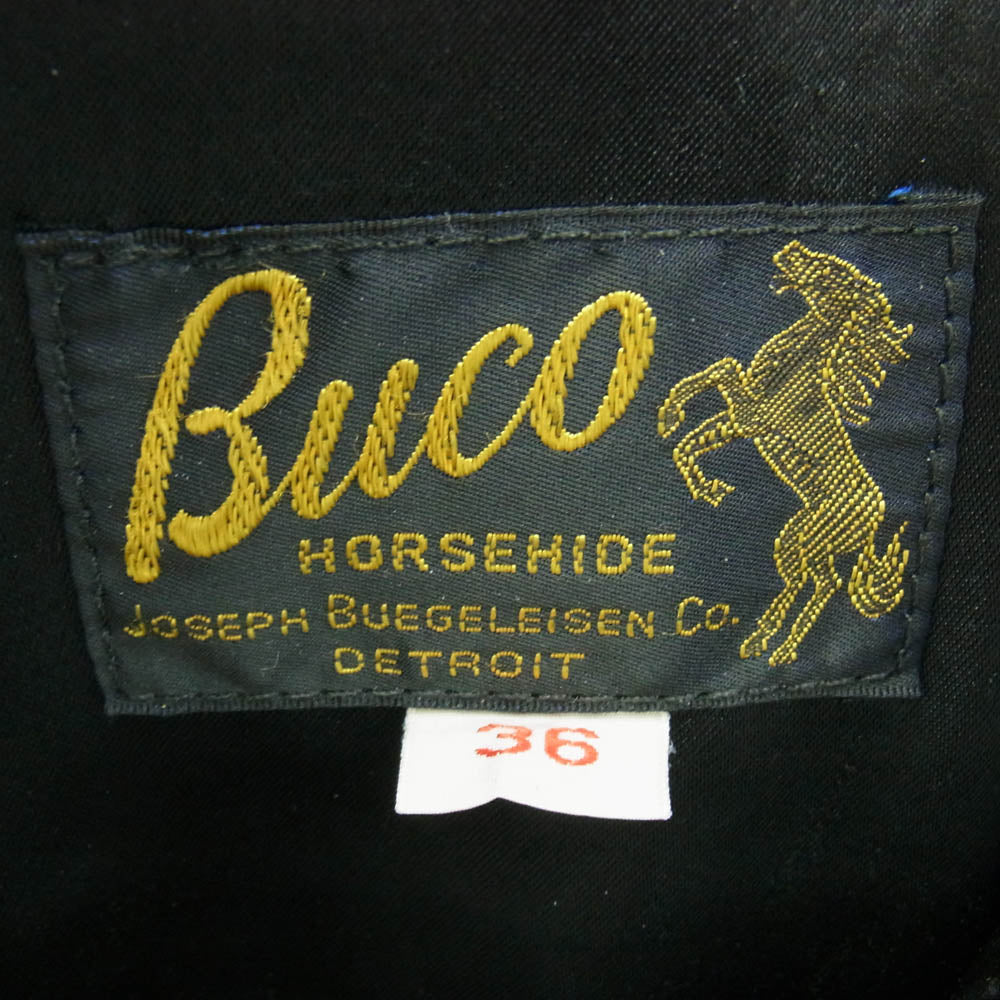 Buco
HORSEHIDE
JOSEPH BUEGELEISEN Co.
DETROIT
36